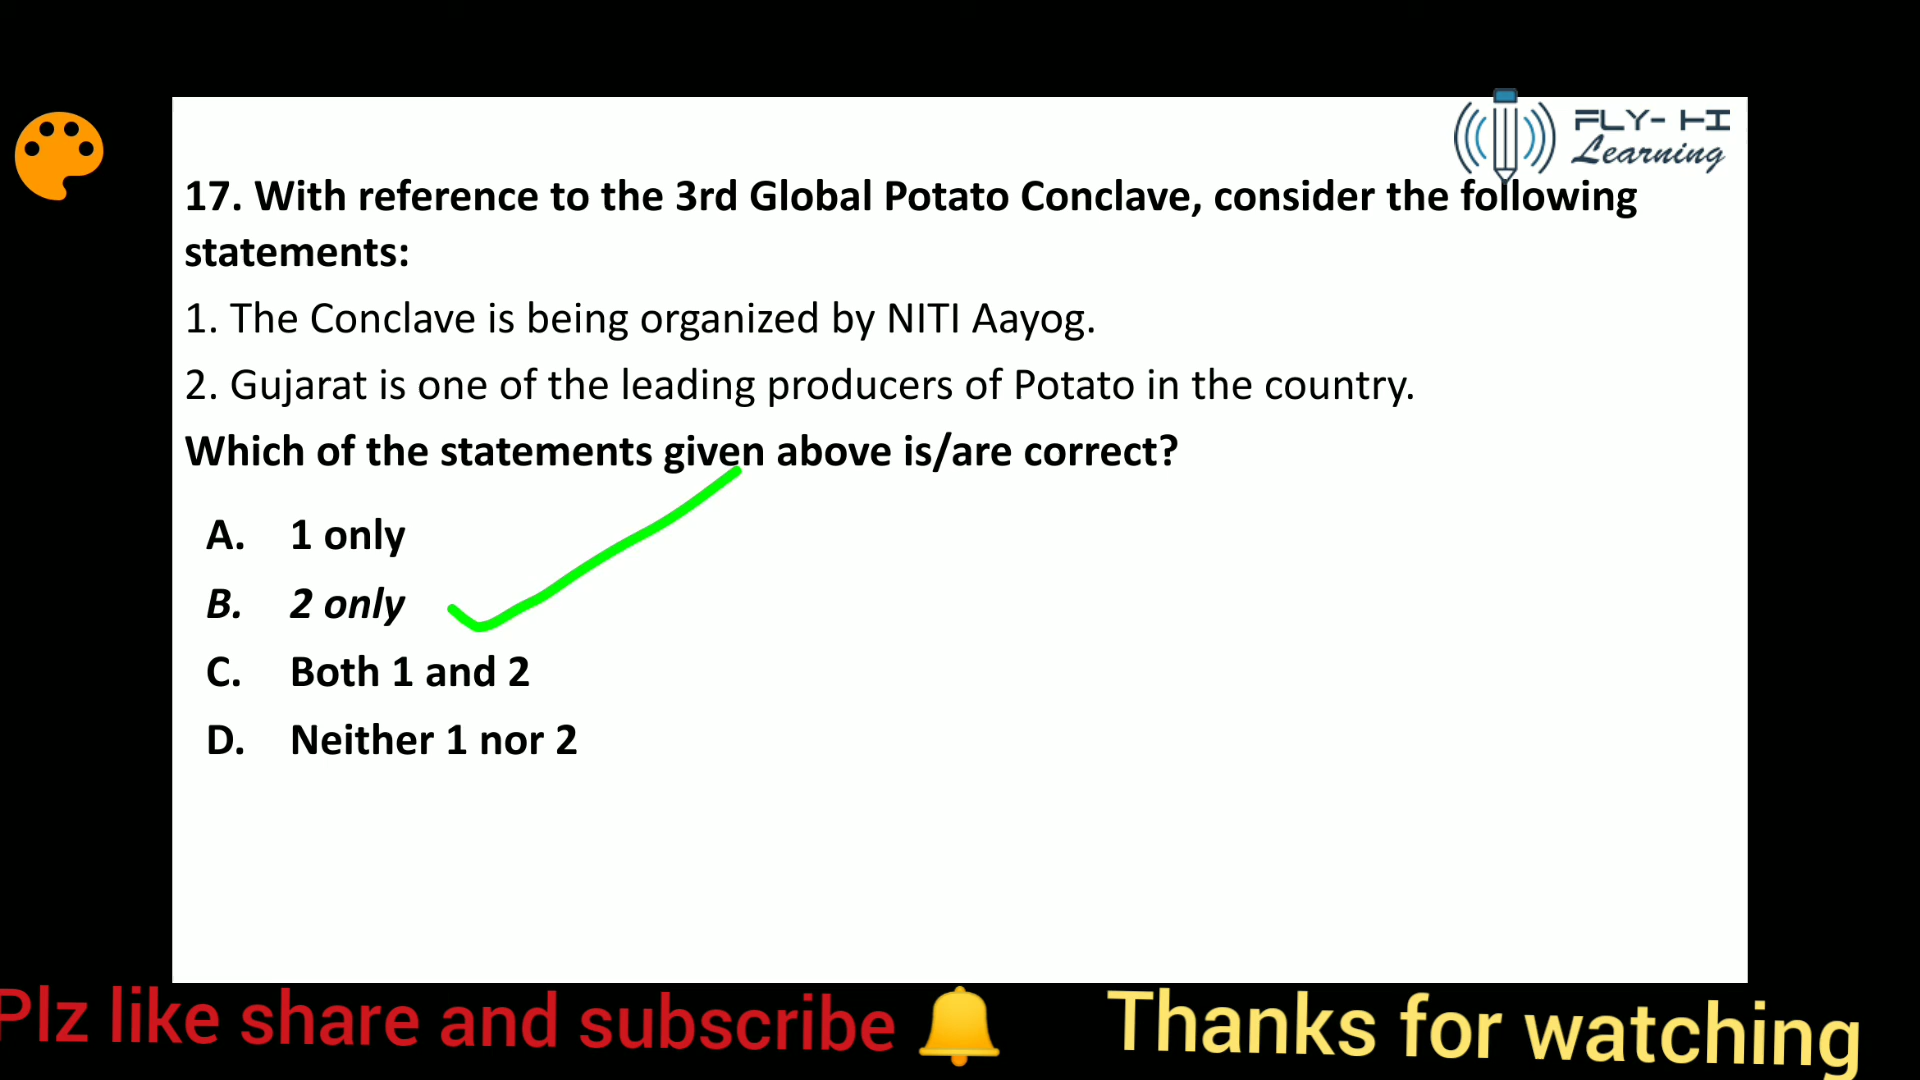 FLY-HI
Learning
17. With reference to the 3rd Global Potato Conclave, consider the following
statements:
1. The Conclave is being organized by NITI Aayog.
2. Gujarat is one of the leading producers of Potato in the country.
Which of the statements given above is/are correct?
A. 1 only
B. 2 only
C. Both 1 and 2
D. Neither 1 nor 2
Plz like share and subscribe
Thanks for watching